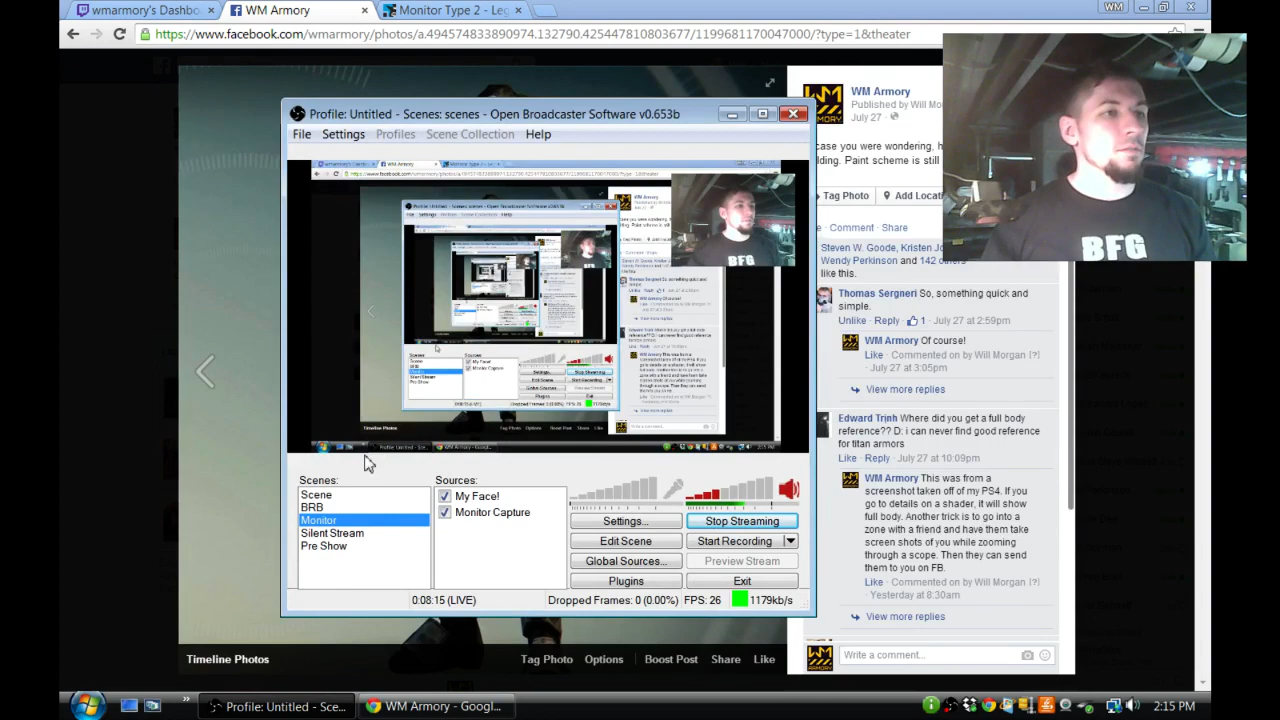 wmarmory's Dashbo
WM Armory
Monitor Type 2 - Leg
WM
https://www.facebook.com/wmarmory/photos/a.494574833890974.132790.425447810803677/1199681170047000/?type=1&theater
WM Armory
Published by Will Mo
July 27
case you were wondering, h
lding. Paint scheme is still
Tag Photo
Add Locati
Comment
Share
Steven W. Goode, Kristen Jo
Wendy Perkinson and 142 others
like this.
Thomas Sergneri So, something quick and
simple.
Unlike · Reply · 1 · July 27 at 2:59pm
WM Armory Of course!
Like · Commented on by Will Morgan [?]
· July 27 at 3:05pm
View more replies
Edward Trinh Where did you get a full body
reference?? D: i can never find good reference
for titan armors
Like · Reply · July 27 at 10:09pm
WM Armory This was from a
screenshot taken off of my PS4. If you
go to details on a shader, it will show
full body. Another trick is to go into a
zone with a friend and have them take
screen shots of you while zooming
through a scope. Then they can send
them to you on FB.
Like · Commented on by Will Morgan [?]
· Yesterday at 8:30am
View more replies
Write a comment...
BFG
Profile: Untitled - Scenes: scenes - Open Broadcaster Software v0.653b
File Settings Profiles Scene Collection Help
Scenes:
Scene
BRB
Monitor
Silent Stream
Pre Show
Sources:
My Face!
Monitor Capture
Settings...
Stop Streaming
Edit Scene
Start Recording
Global Sources...
Preview Stream
Plugins
Exit
0:08:15 (LIVE)
Dropped Frames: 0 (0.00%)
FPS: 26
1179kb/s
Timeline Photos
Tag Photo
Options
Boost Post
Share
Like
Profile: Untitled - Sce...
WM Armory - Googl...
2:15 PM